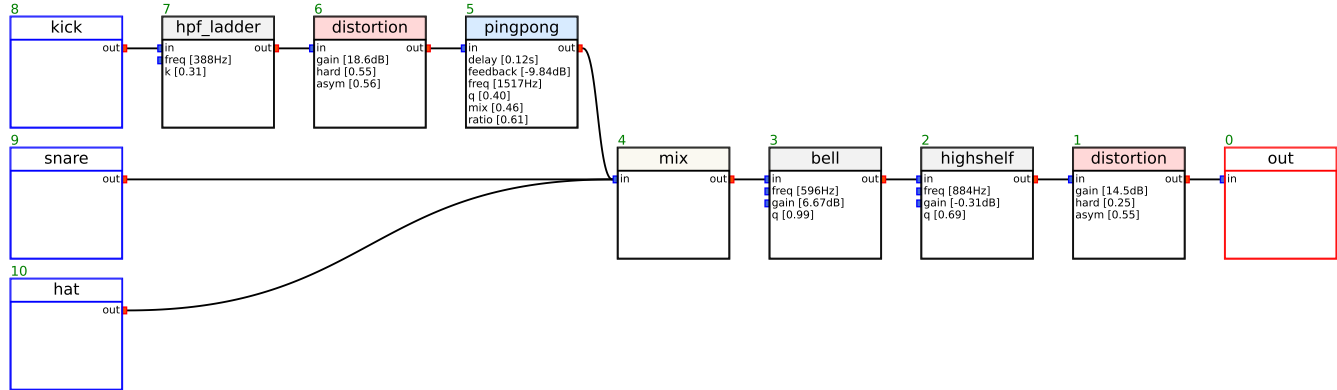 8
kick
out
7
hpf_ladder
in out
freq [388Hz]
k [0.31]
6
distortion
in out
gain [18.6dB]
hard [0.55]
asym [0.56]
5
pingpong
in out
delay [0.12s]
feedback [-9.84dB]
freq [1517Hz]
q [0.40]
mix [0.46]
ratio [0.61]
9
snare
out
4
mix
in out
3
bell
in out
freq [596Hz]
gain [6.67dB]
q [0.99]
2
highshelf
in out
freq [884Hz]
gain [-0.31dB]
q [0.69]
1
distortion
in out
gain [14.5dB]
hard [0.25]
asym [0.55]
0
out
in
10
hat
out